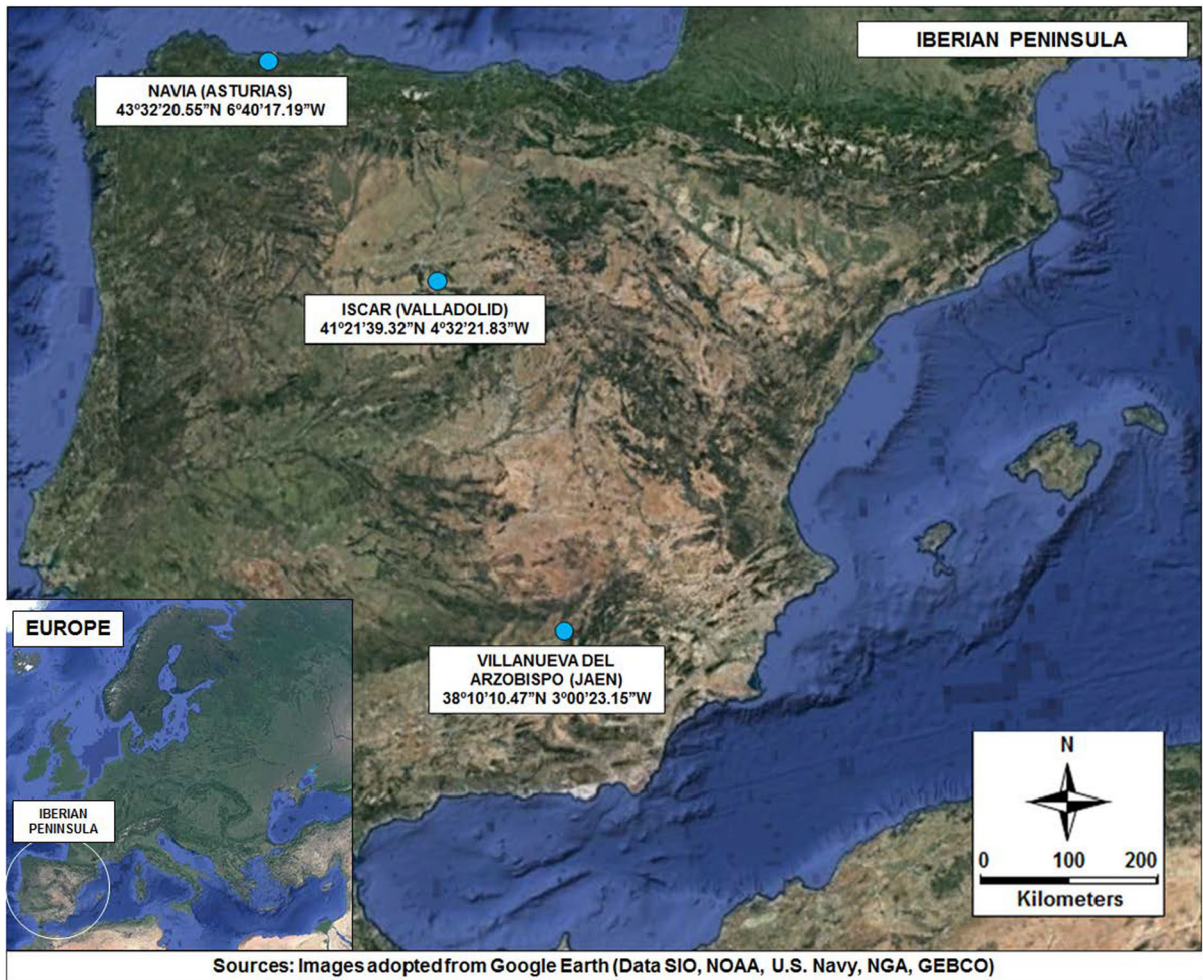 IBERIAN PENINSULA
NAVIA (ASTURIAS)
43º32'20.55”N 6º40'17.19”W
ISCAR (VALLADOLID)
41º21'39.32”N 4º32'21.83”W
VILLANUEVA DEL
ARZOBISPO (JAEN)
38º10'10.47”N 3º00'23.15”W
EUROPE
IBERIAN
PENINSULA
N
0 100 200
Kilometers
Sources: Images adopted from Google Earth (Data SIO, NOAA, U.S. Navy, NGA, GEBCO)